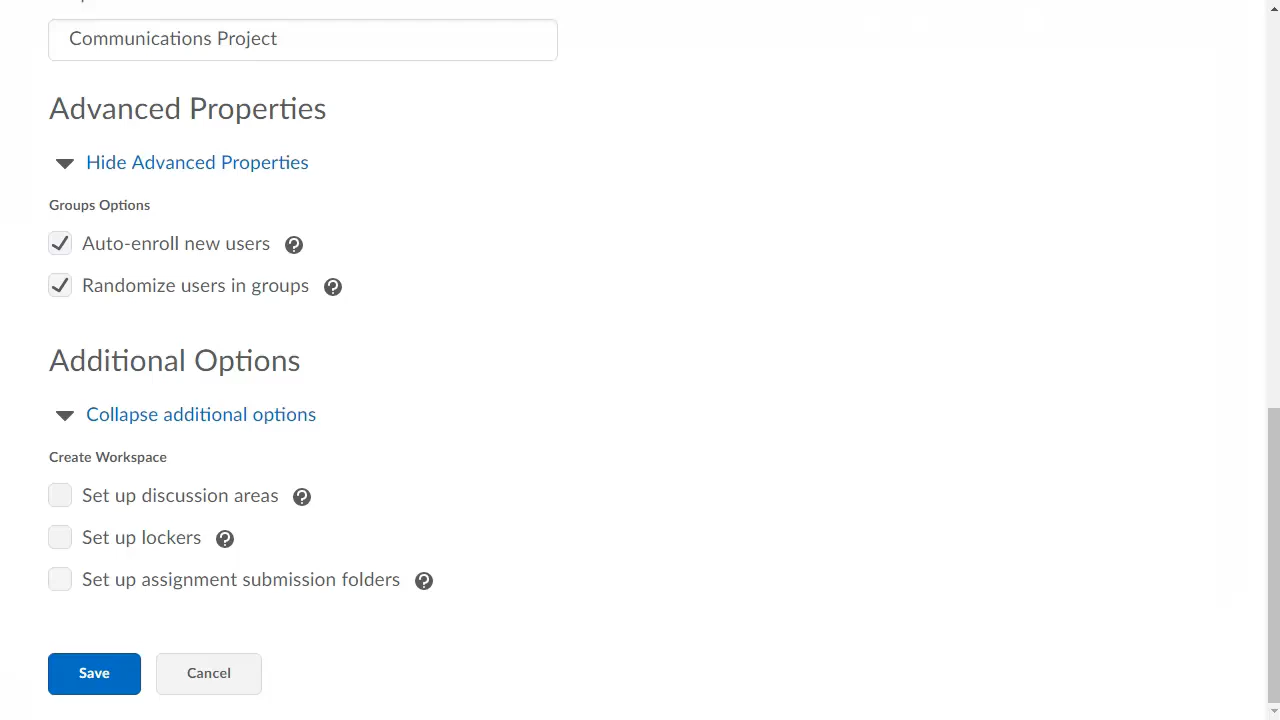 Communications Project
Advanced Properties
Hide Advanced Properties
Groups Options
Auto-enroll new users
Randomize users in groups
Additional Options
Collapse additional options
Create Workspace
Set up discussion areas
Set up lockers
Set up assignment submission folders
Save Cancel